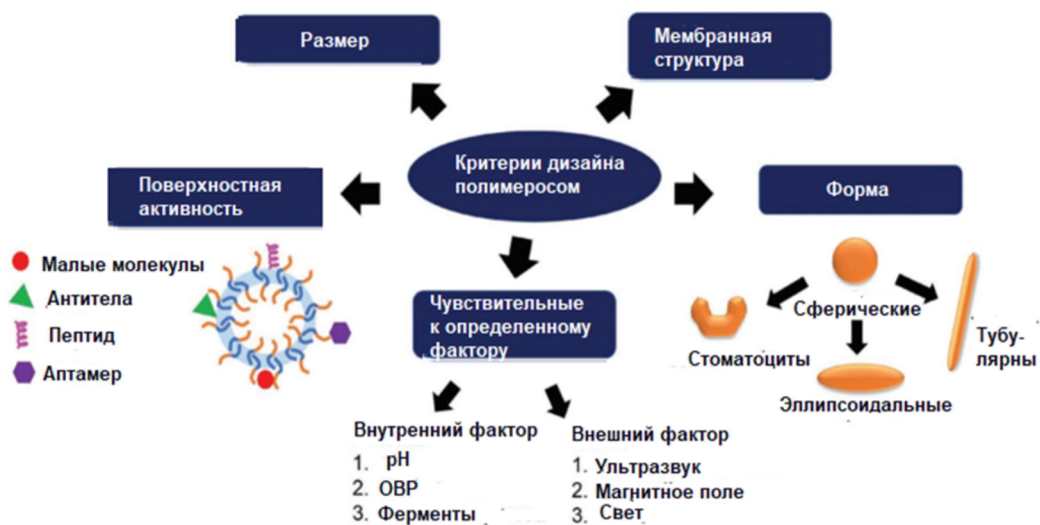 Размер
Мембранная
структура
Критерии дизайна
полимеросом
Поверхностная
активность
Форма
Малые молекулы
Антитела
Пептид
Аптамер
Чувствительные
к определенному
фактору
Сферические
Стоматоциты
Тубу-
лярны
Эллипсоидальные
Внутренний фактор
1. pH
2. ОВР
3. Ферменты
Внешний фактор
1. Ультразвук
2. Магнитное поле
3. Свет